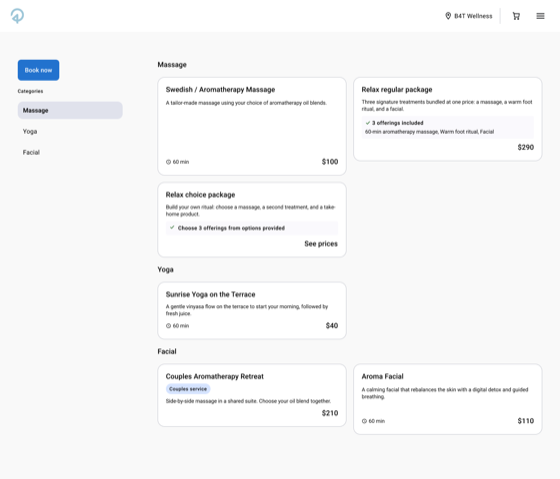 B4T Wellness
Book now
Categories
Massage
Yoga
Facial
Massage
Swedish / Aromatherapy Massage
A tailor-made massage using your choice of aromatherapy oil blends.
60 min
$100
Relax regular package
Three signature treatments bundled at one price: a massage, a warm foot
ritual, and a facial.
3 offerings included
60-min aromatherapy massage, Warm foot ritual, Facial
$290
Relax choice package
Build your own ritual: choose a massage, a second treatment, and a take-
home product.
Choose 3 offerings from options provided
See prices
Yoga
Sunrise Yoga on the Terrace
A gentle vinyasa flow on the terrace to start your morning, followed by
fresh juice.
60 min
$40
Facial
Couples Aromatherapy Retreat
Couples service
Side-by-side massage in a shared suite. Choose your oil blend together.
$210
Aroma Facial
A calming facial that rebalances the skin with a digital detox and guided
breathing.
60 min
$110